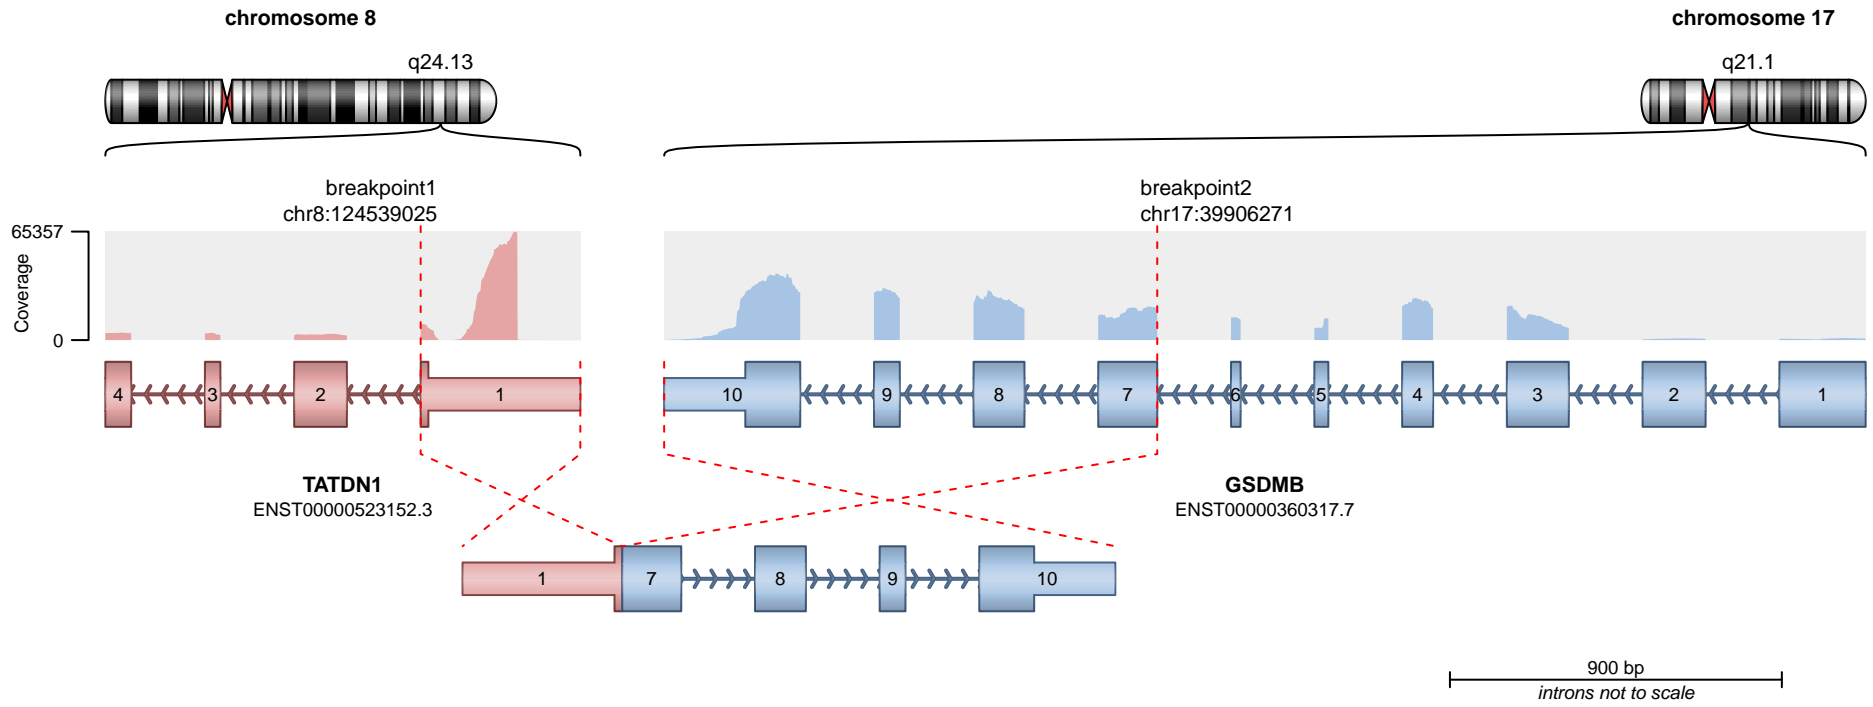 chromosome 8
chromosome 17
q24.13
q21.1
breakpoint1
chr8:124539025
breakpoint2
chr17:39906271
65357
Coverage
0
4 3 2 1
10 9 8 7 6 5 4 3 2 1
TATDN1
ENST00000523152.3
GSDMB
ENST00000360317.7
1 7 8 9 10
900 bp
introns not to scale